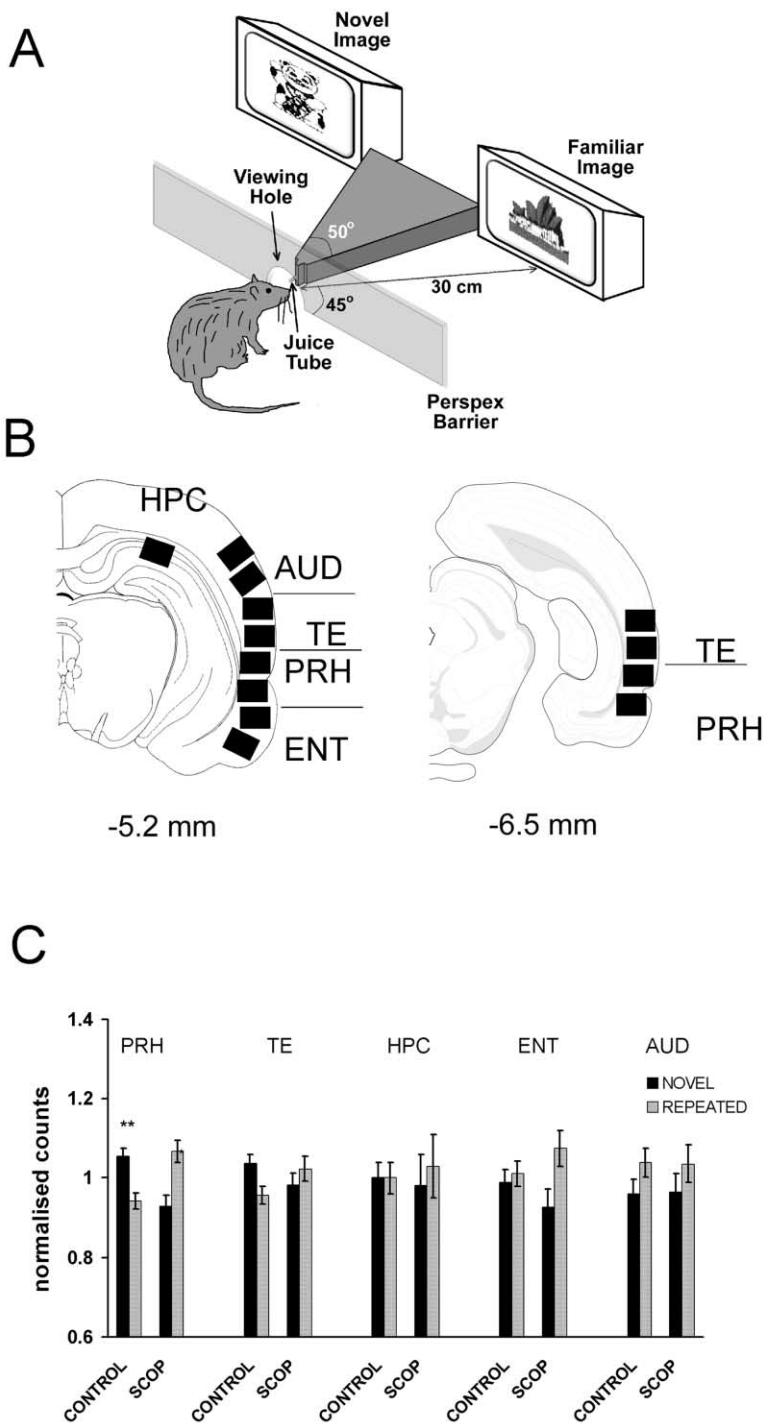 A
Novel
Image
Familiar
Image
Viewing
Hole
50°
30 cm
45°
Juice
Tube
Perspex
Barrier
B
HPC
AUD
TE
PRH
ENT
TE
PRH
-5.2 mm
-6.5 mm
C
1.4
1.2
1
0.8
0.6
normalised counts
PRH TE HPC ENT AUD
NOVEL
REPEATED
**
CONTROL SCOP CONTROL SCOP CONTROL SCOP CONTROL SCOP CONTROL SCOP